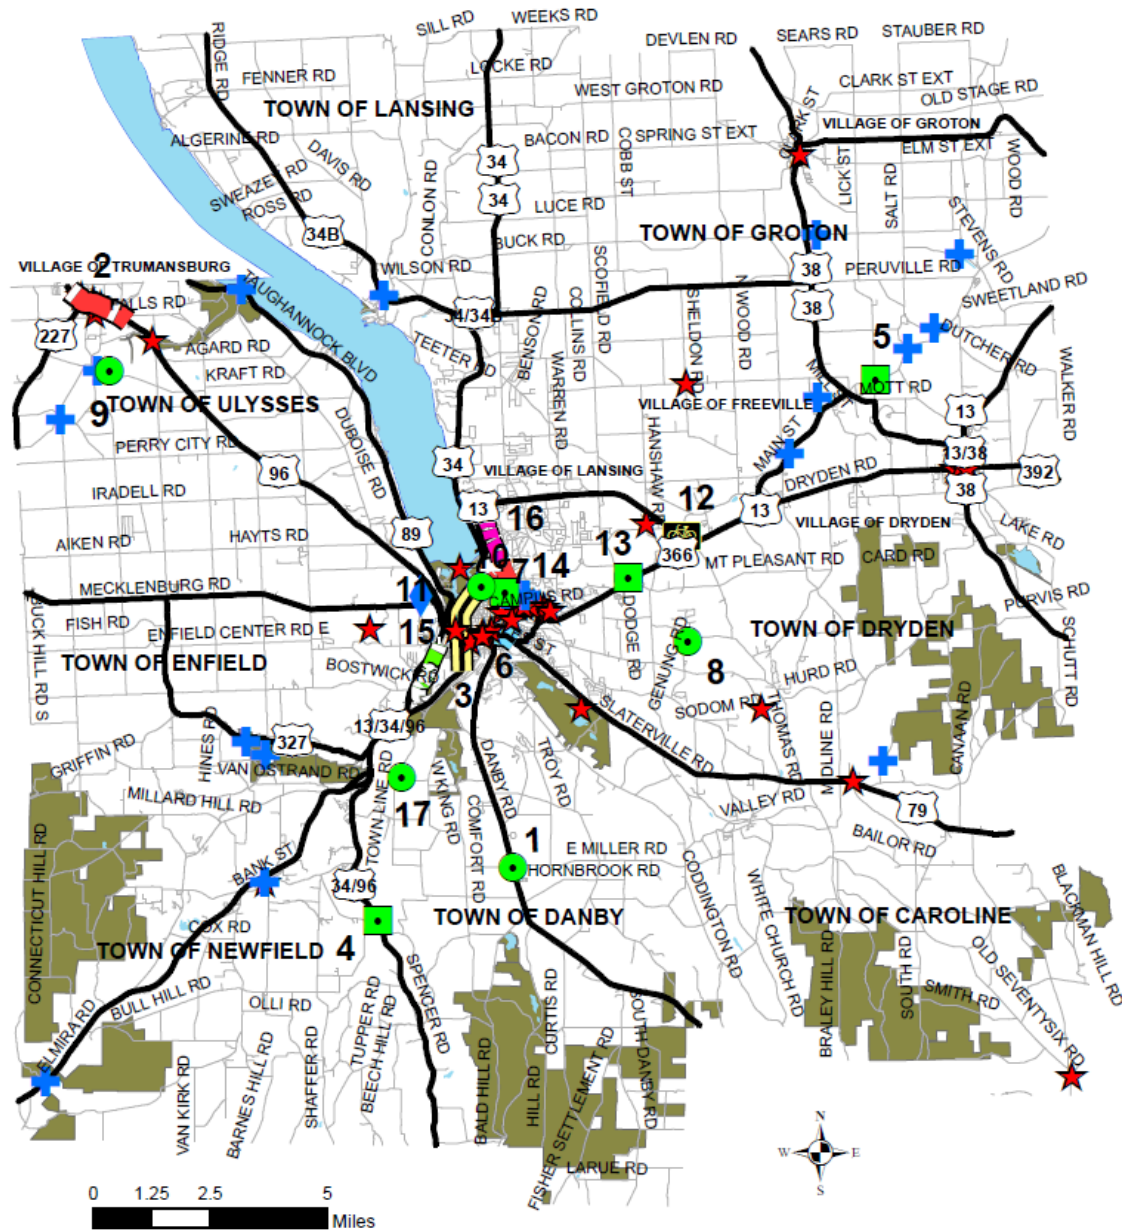 WEEKS RD
SILL RD
SEARS RD
STAUBER RD
DEVLEN RD
RIDGE RD
LOCKE RD
FENNER RD
WEST GROTON RD
CLARK ST EXT
OLD STAGE RD
TOWN OF LANSING
CLARK ST
VILLAGE OF GROTON
ALGERINE RD
DAVIS RD
BACON RD
COBB ST
SPRING ST EXT
ELM ST EXT
34
LICK ST
SALT RD
WOOD RD
SWEAZEY RD
ROSS RD
CONLON RD
34
LUCE RD
STEVENS RD
34B
BUCK RD
TOWN OF GROTON
SCOFIELD RD
VILLAGE OF TRUMANSBURG
2
WILSON RD
38
PERUVILLE RD
SWEETLAND RD
FALLS RD
TAUGHANNOCK BLVD
BENSON RD
COLLINS RD
SHELDON RD
N WOOD RD
38
227
34/34B
5
DUTCHER RD
AGARD RD
TEETER RD
WARREN RD
WALKER RD
KRAFT RD
MILL ST
MOTT RD
9
TOWN OF ULYSSES
VILLAGE OF FREEVILLE
13
DUBOISE RD
HANSHAW RD
MAIN ST
PERRY CITY RD
13/38
96
34
VILLAGE OF LANSING
DRYDEN RD
392
IRADELL RD
12
13
38
13
16
VILLAGE OF DRYDEN
LAKE RD
AIKEN RD
HAYTS RD
89
13
366
MT PLEASANT RD
CARD RD
10
7
14
MECKLENBURG RD
11
CAMPUS RD
PURVIS RD
BUCK HILL RD S
FISH RD
ENFIELD CENTER RD E
15
ST
DODGE RD
GENUNG RD
TOWN OF DRYDEN
SCHUTT RD
TOWN OF ENFIELD
BOSTWICK RD
6
8
HURD RD
3
SODOM RD
CANAAN RD
HINES RD
13/34/96
SLATERVILLE RD
THOMAS RD
MIDLINE RD
GRIFFIN RD
327
DANBY RD
TROY RD
VAN OSTRAND RD
W KING RD
MILLARD HILL RD
17
TOWN LINE RD
COMFORT RD
VALLEY RD
79
BAILOR RD
1
E MILLER RD
CONNECTICUT HILL RD
BANK ST
HORNBROOK RD
CODDINGTON RD
WHITE CHURCH RD
BLACKMAN HILL RD
34/96
COX RD
TOWN OF DANBY
TOWN OF CAROLINE
TOWN OF NEWFIELD
4
BRALEY HILL RD
SOUTH RD
OLD SEVENTYSIX RD
BULL HILL RD
OLLI RD
SPENCER RD
SMITH RD
ELMIRA RD
TUPPER RD
CURTIS RD
SOUTH DANBY RD
VAN KIRK RD
BARNES HILL RD
SHAFFER RD
BEECH HILL RD
BALD HILL RD
HILL RD
FISHER SETTLEMENT RD
LARUE RD
N
W
E
S
0 1.25 2.5 5
Miles